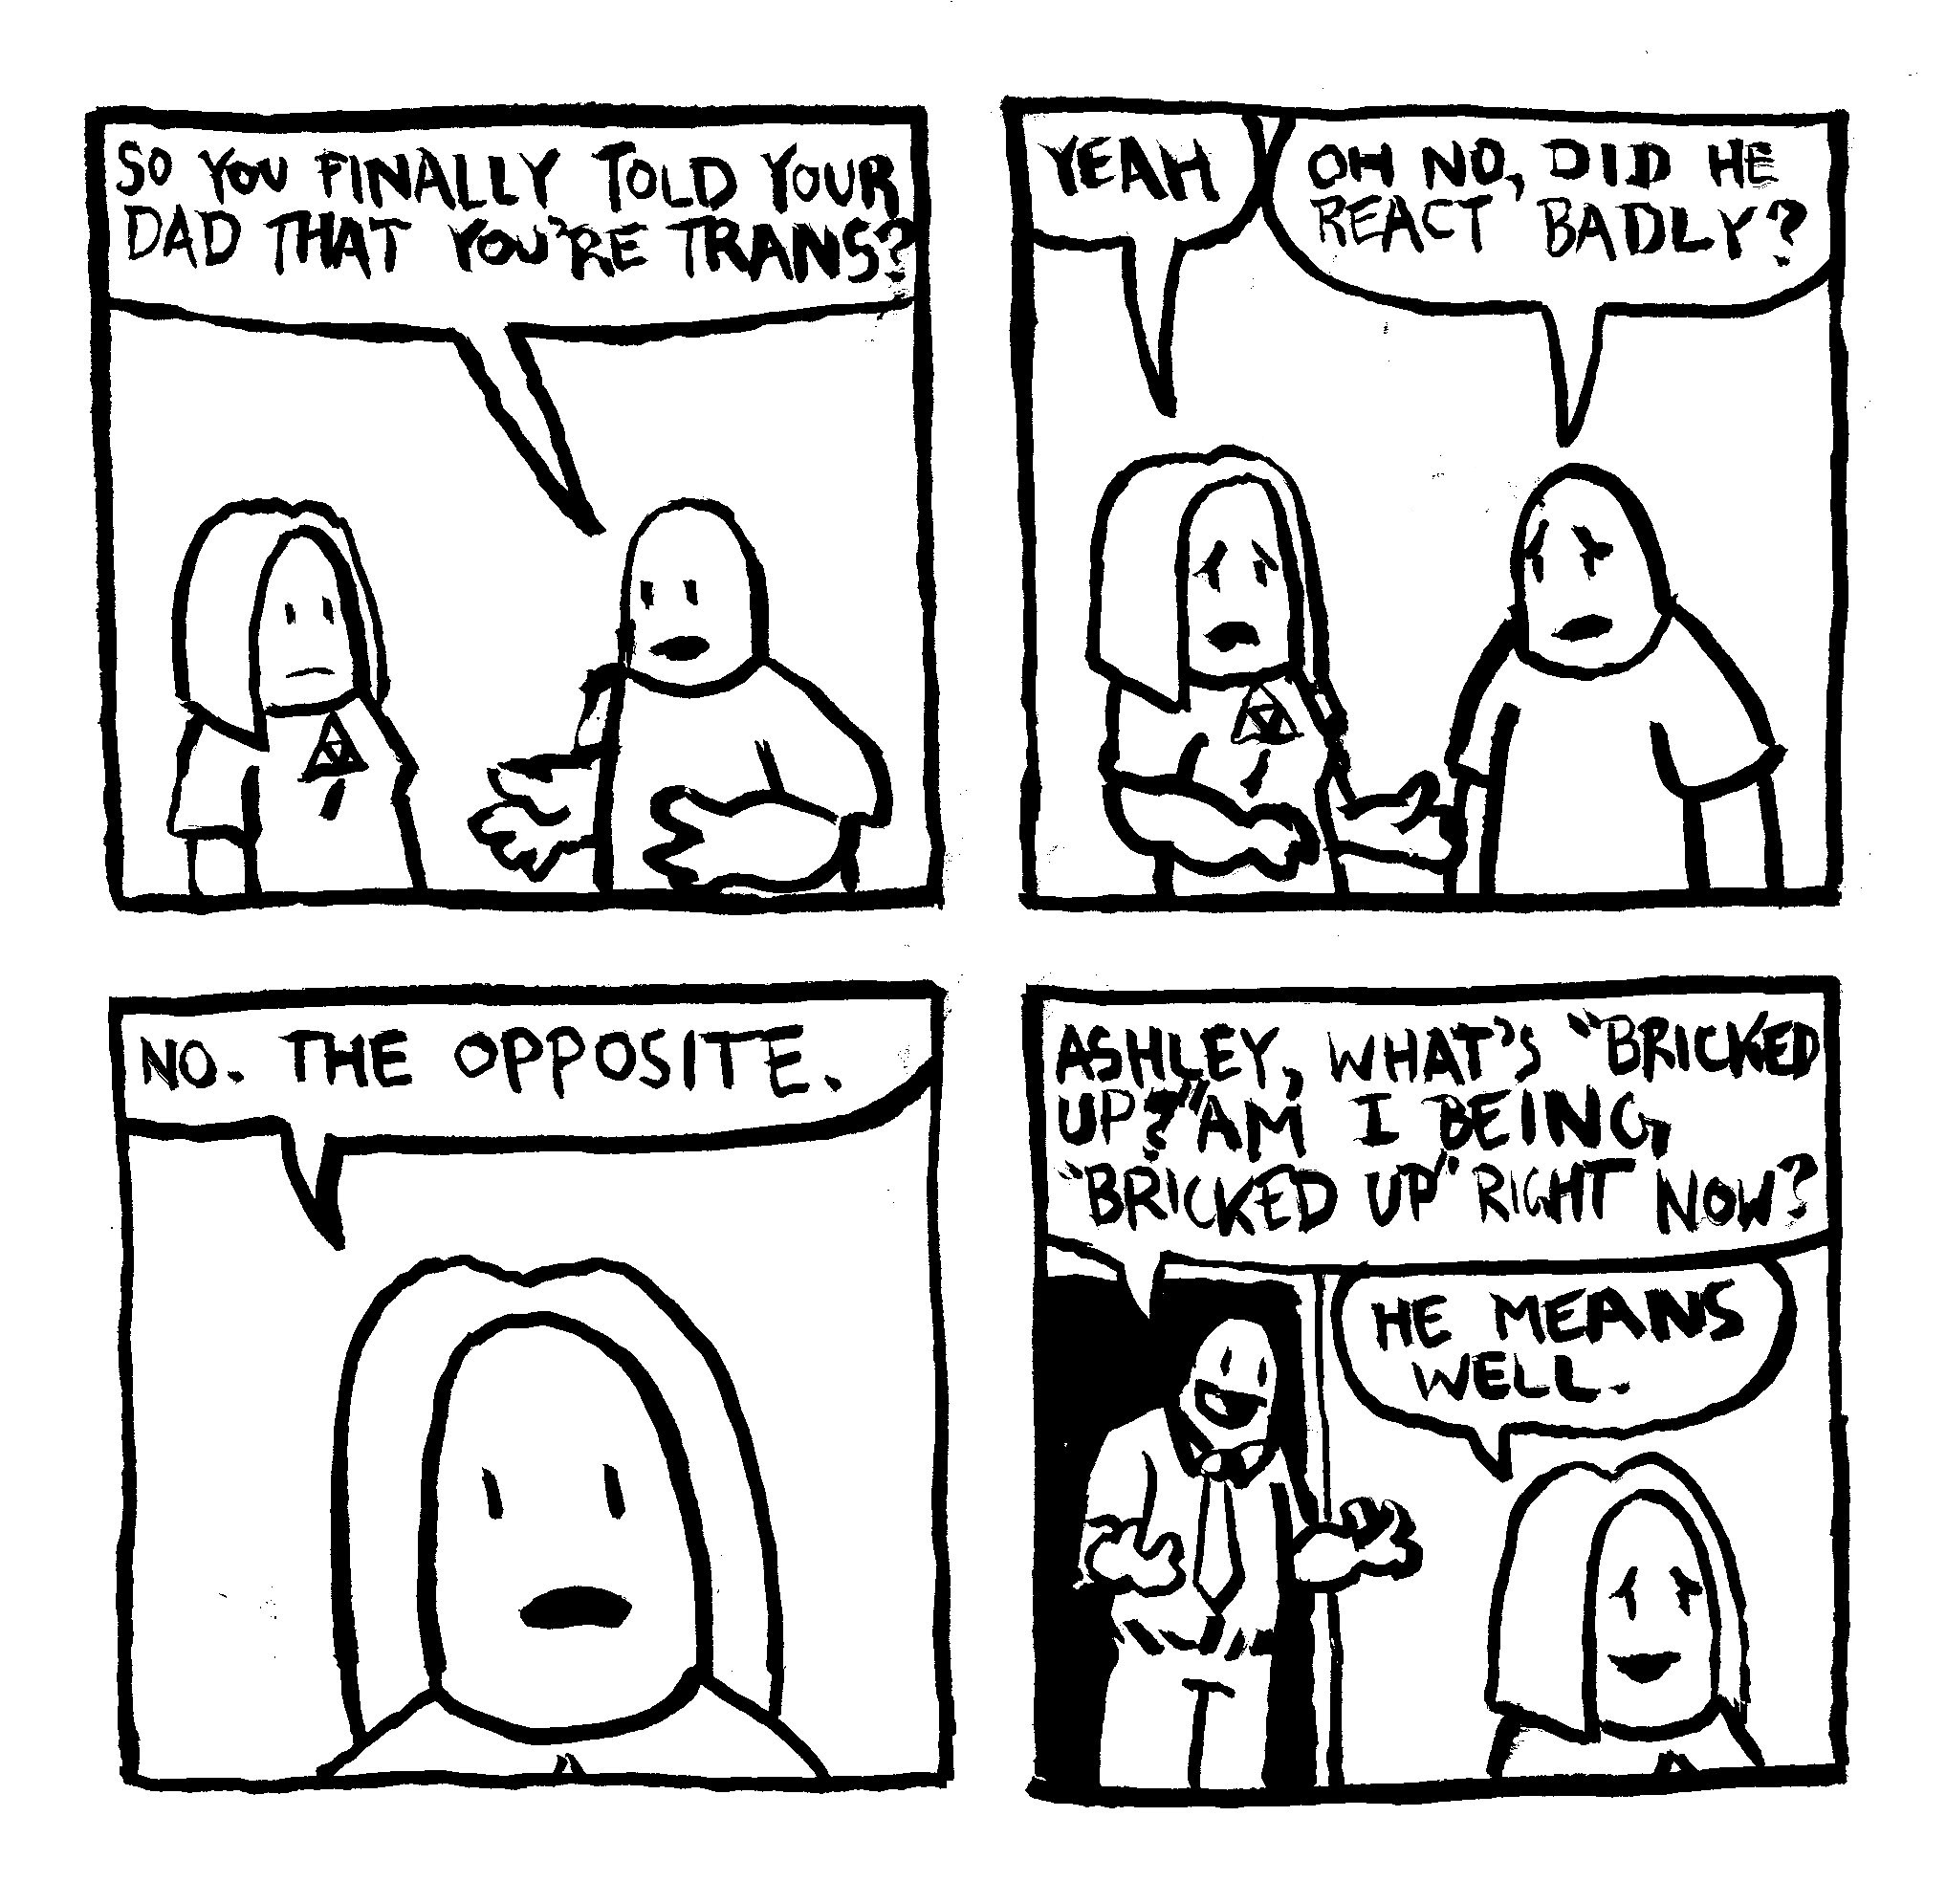 SO YOU FINALLY TOLD YOUR
DAD THAT YOU'RE TRANS?
YEAH
OH NO, DID HE
REACT BADLY?
NO. THE OPPOSITE.
ASHLEY, WHAT'S "BRICKED
UP?" AM I BEING
"BRICKED UP" RIGHT NOW?
HE MEANS
WELL.